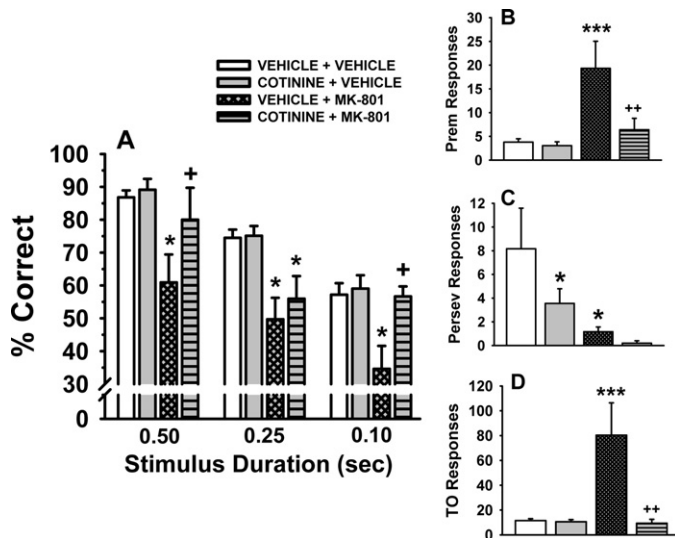 VEHICLE + VEHICLE
COTININE + VEHICLE
VEHICLE + MK-801
COTININE + MK-801
A
% Correct
100
90
80
70
60
50
40
30
0
+
*
* *
*
+
0.50 0.25 0.10
Stimulus Duration (sec)
B
Prem Responses
30
25
20
15
10
5
0
***
++
C
Persev Responses
12
10
8
6
4
2
0
*
*
D
TO Responses
120
100
80
60
40
20
0
***
++